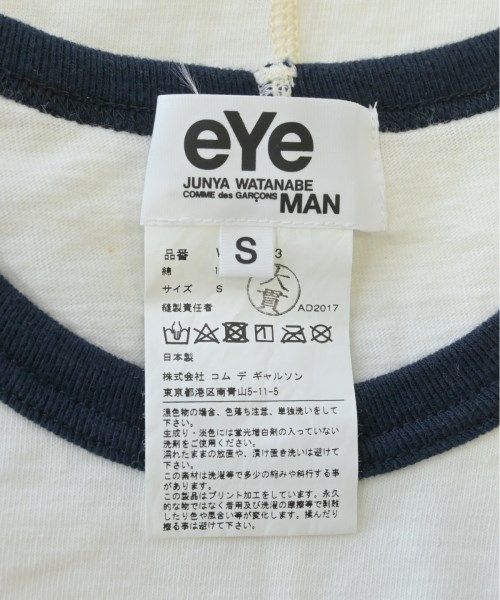 eYe
JUNYA WATANABE
COMME des GARÇONS MAN
S
品番 3
綿
サイズ S
縫製責任者 大貫 AD2017
日本製
株式会社 コム デ ギャルソン
東京都港区南青山5-11-5
濃色物の場合、色落ち注意、単独洗いをして
下さい。
生成り・淡色には蛍光増白剤の入っていない
洗剤をご使用ください。
濡れたままの放置や、漬け置き洗いは避けて
下さい。
この素材は洗濯等で多少の縮みや斜行する事
があります。
この製品はプリント加工をしています。永久
的な物ではなく着用及び洗濯の摩擦等で剥離
したり色や風合い等が変化します。揉んだり
擦る事は避けて下さい。